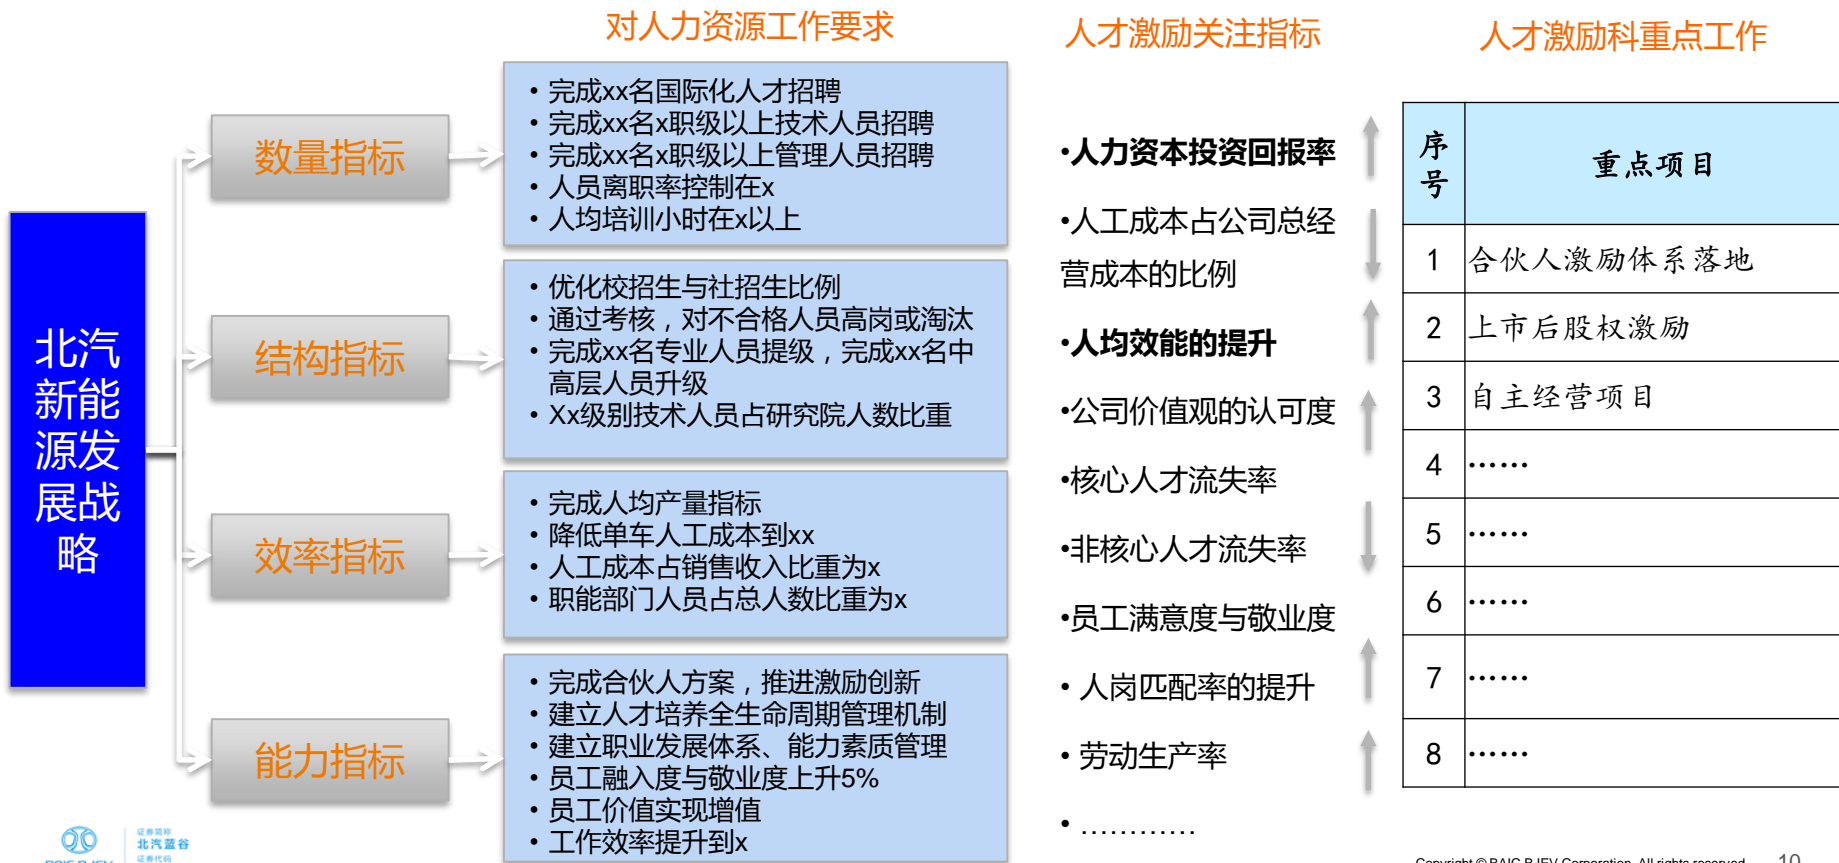 对人力资源工作要求
人才激励关注指标
人才激励科重点工作
北汽
新能
源发
展战
略
数量指标
• 完成xx名国际化人才招聘
• 完成xx名x职级以上技术人员招聘
• 完成xx名x职级以上管理人员招聘
• 人员离职率控制在x
• 人均培训小时在x以上
结构指标
• 优化校招生与社招生比例
• 通过考核，对不合格人员高岗或淘汰
• 完成xx名专业人员提级，完成xx名中
高层人员升级
• Xx级别技术人员占研究院人数比重
效率指标
• 完成人均产量指标
• 降低单车人工成本到xx
• 人工成本占销售收入比重为x
• 职能部门人员占总人数比重为x
能力指标
• 完成合伙人方案，推进激励创新
• 建立人才培养全生命周期管理机制
• 建立职业发展体系、能力素质管理
• 员工融入度与敬业度上升5%
• 员工价值实现增值
• 工作效率提升到x
•人力资本投资回报率
•人工成本占公司总经
营成本的比例
•人均效能的提升
•公司价值观的认可度
•核心人才流失率
•非核心人才流失率
•员工满意度与敬业度
• 人岗匹配率的提升
• 劳动生产率
• …………
序号 重点项目
1 合伙人激励体系落地
2 上市后股权激励
3 自主经营项目
4 ……
5 ……
6 ……
7 ……
8 ……
证券简称
北汽蓝谷
证券代码
BAIC BJEV
Copyright © BAIC BJEV Corporation. All rights reserved
10